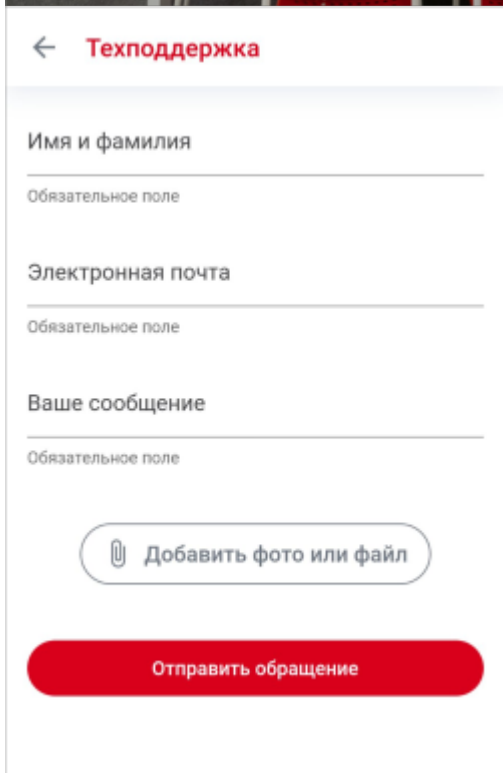 Техподдержка
Имя и фамилия
Обязательное поле
Электронная почта
Обязательное поле
Ваше сообщение
Обязательное поле
Добавить фото или файл
Отправить обращение